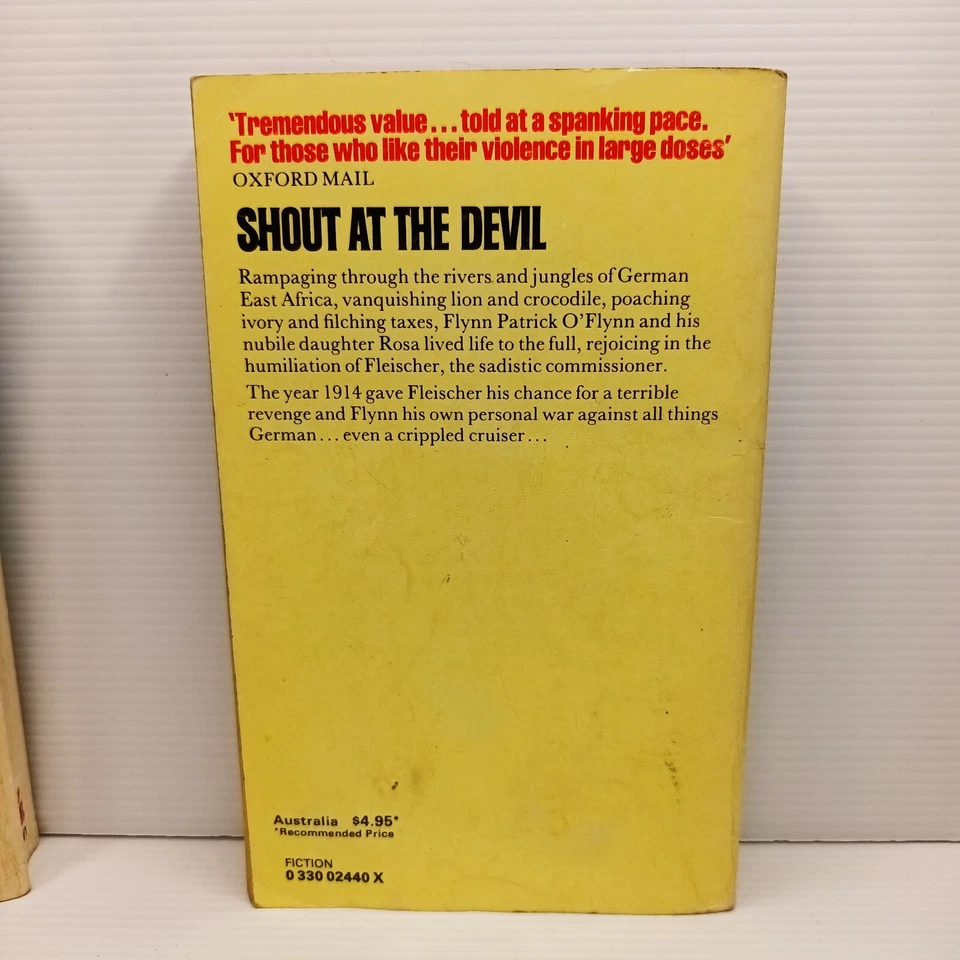 ‘Tremendous value...told at a spanking pace.
For those who like their violence in large doses’
OXFORD MAIL
SHOUT AT THE DEVIL
Rampaging through the rivers and jungles of German
East Africa, vanquishing lion and crocodile, poaching
ivory and filching taxes, Flynn Patrick O’Flynn and his
nubile daughter Rosa lived life to the full, rejoicing in the
humiliation of Fleischer, the sadistic commissioner.
The year 1914 gave Fleischer his chance for a terrible
revenge and Flynn his own personal war against all things
German...even a crippled cruiser...
Australia $4.95*
*Recommended Price
FICTION
0 330 02440 X